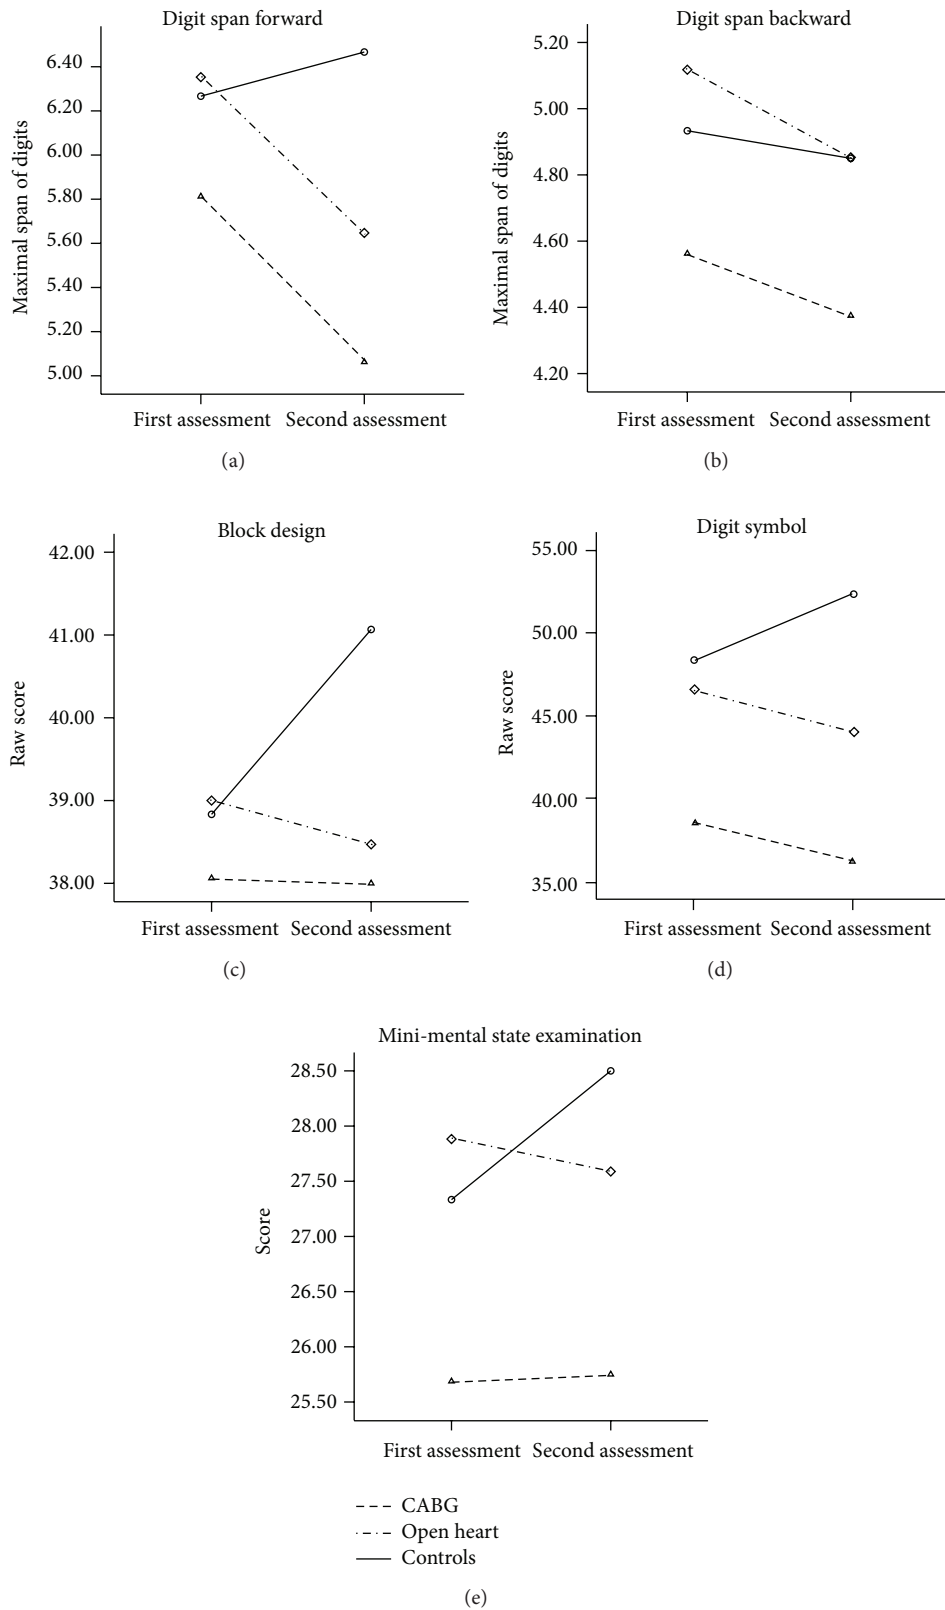 Digit span forward
Maximal span of digits
6.40
6.20
6.00
5.80
5.60
5.40
5.20
5.00
First assessment Second assessment
(a)
Digit span backward
Maximal span of digits
5.20
5.00
4.80
4.60
4.40
4.20
First assessment Second assessment
(b)
Block design
Raw score
42.00
41.00
40.00
39.00
38.00
First assessment Second assessment
(c)
Digit symbol
Raw score
55.00
50.00
45.00
40.00
35.00
First assessment Second assessment
(d)
Mini-mental state examination
Score
28.50
28.00
27.50
27.00
26.50
26.00
25.50
First assessment Second assessment
CABG
Open heart
Controls
(e)